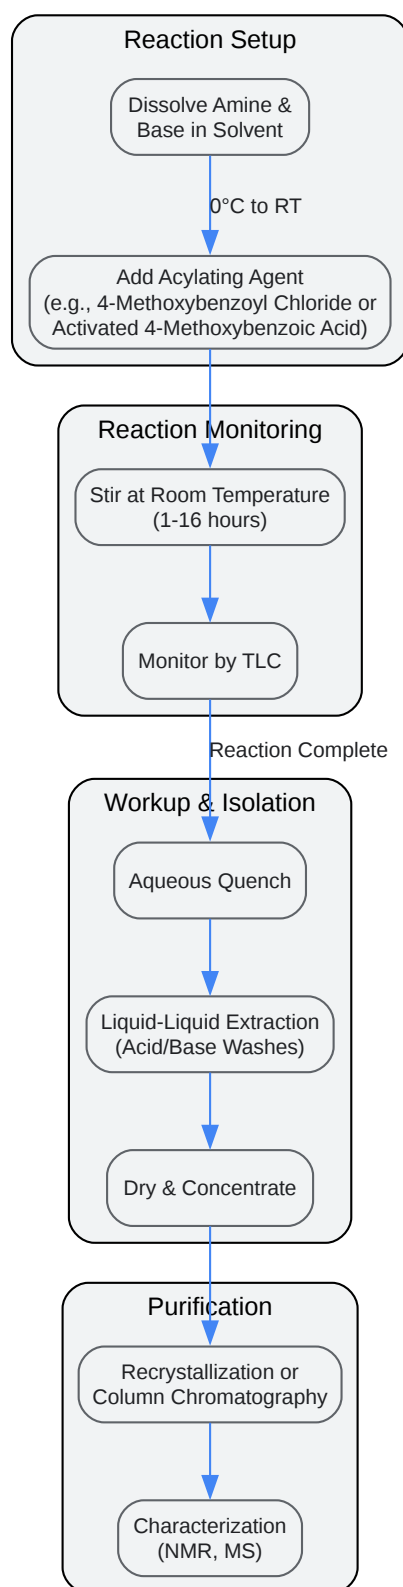 Reaction Setup
Dissolve Amine &
Base in Solvent
0°C to RT
Add Acylating Agent
(e.g., 4-Methoxybenzoyl Chloride or
Activated 4-Methoxybenzoic Acid)
Reaction Monitoring
Stir at Room Temperature
(1-16 hours)
Monitor by TLC
Reaction Complete
Workup & Isolation
Aqueous Quench
Liquid-Liquid Extraction
(Acid/Base Washes)
Dry & Concentrate
Purification
Recrystallization or
Column Chromatography
Characterization
(NMR, MS)